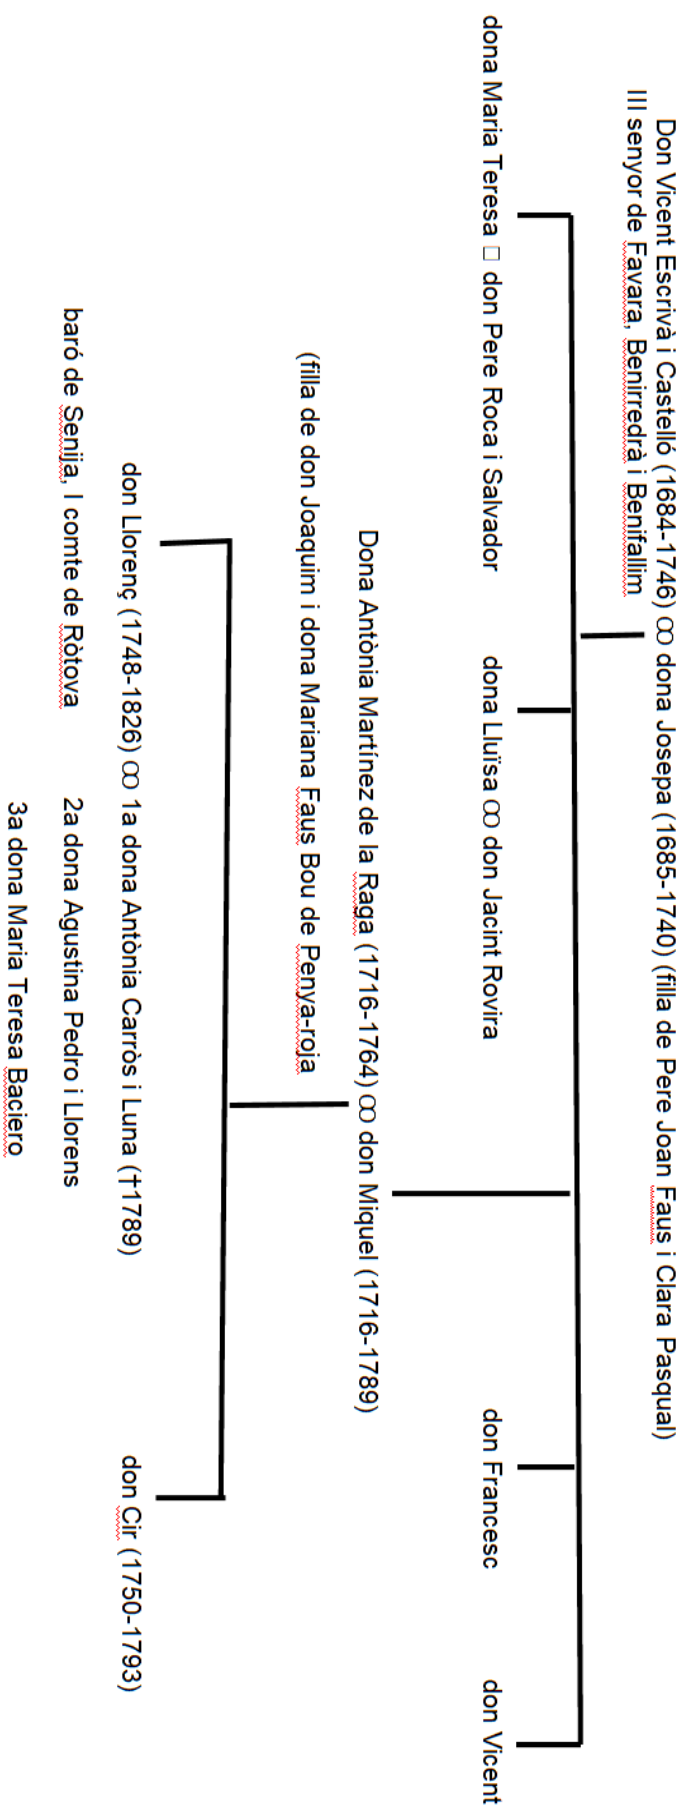 Don Vicent Escrivà i Castelló (1684-1746) ꝏ dona Josepa (1685-1740) (filla de Pere Joan Faus i Clara Pasqual)
III senyor de Favara, Benirredrà i Benifallim
dona Maria Teresa □ don Pere Roca i Salvador
dona Lluïsa ꝏ don Jacint Rovira
don Francesc
don Vicent
Dona Antònia Martínez de la Raga (1716-1764) ꝏ don Miquel (1716-1789)
(filla de don Joaquim i dona Mariana Faus Bou de Penya-roja
don Llorenç (1748-1826) ꝏ 1a dona Antònia Carròs i Luna (†1789)
don Cir (1750-1793)
baró de Senija, I comte de Ròtova
2a dona Agustina Pedro i Llorens
3a dona Maria Teresa Baciero